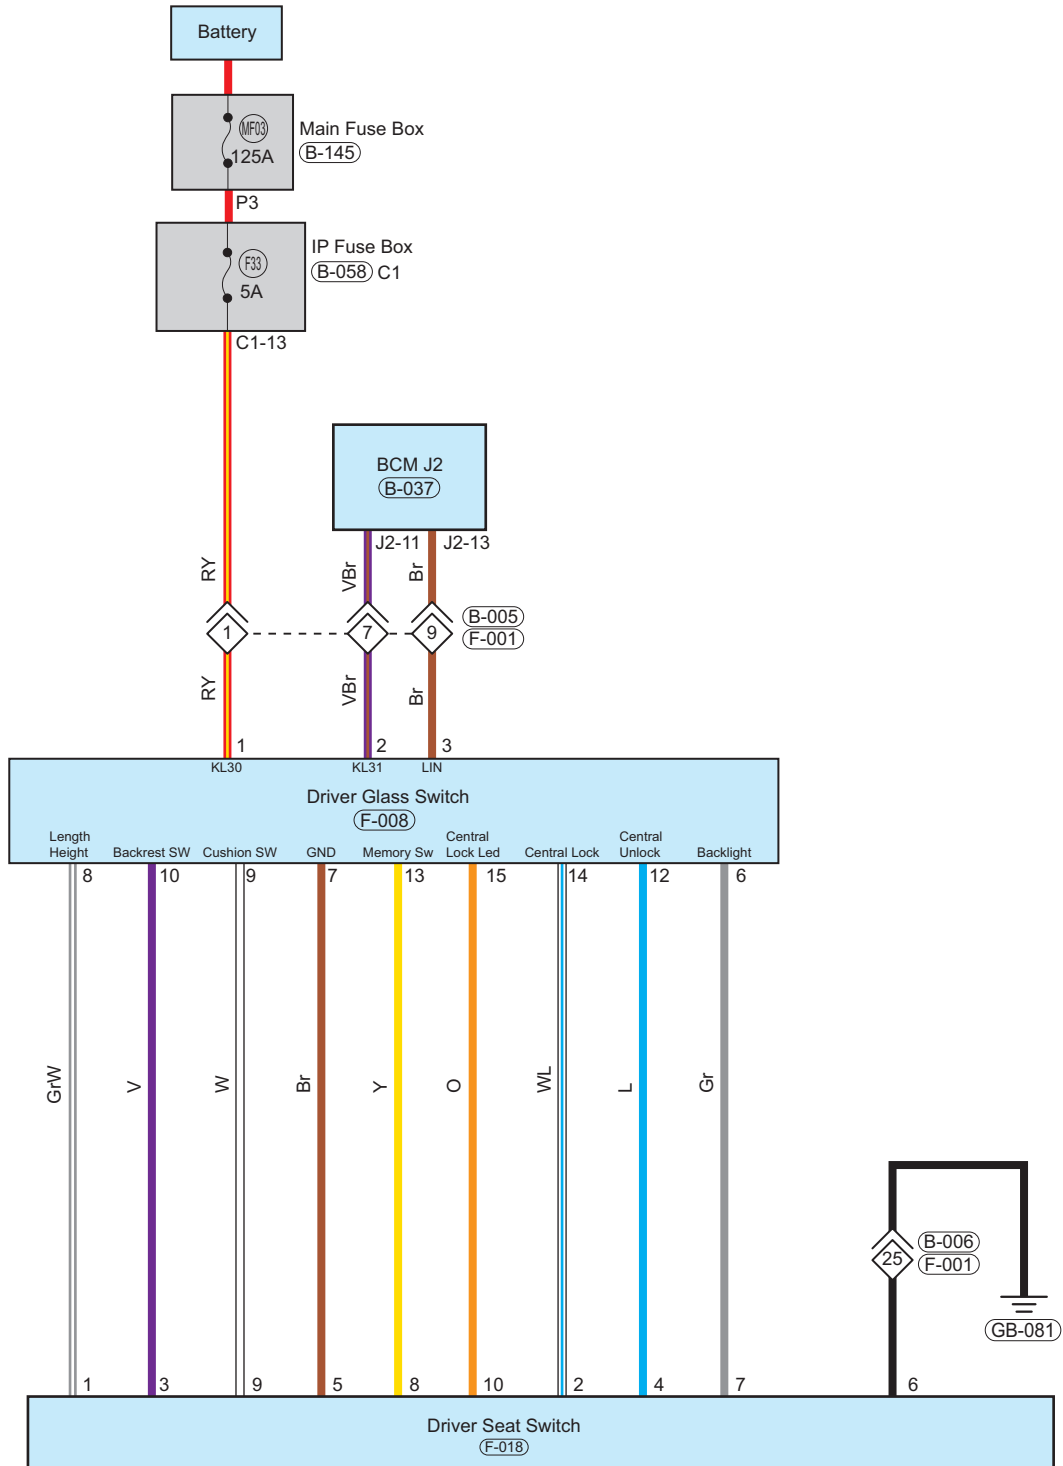 Battery
MF03
125A
Main Fuse Box
B-145
P3
F33
5A
IP Fuse Box
B-058 C1
C1-13
BCM J2
B-037
J2-11 J2-13
RY VBr Br
1 7 9
B-005
F-001
RY VBr Br
1 2 3
KL30 KL31 LIN
Driver Glass Switch
F-008
Length
Height
Backrest SW
Cushion SW
GND
Memory Sw
Central
Lock Led
Central Lock
Central
Unlock
Backlight
8 10 9 7 13 15 14 12 6
GrW V W Br Y O WL L Gr
25
B-006
F-001
GB-081
1 3 9 5 8 10 2 4 7 6
Driver Seat Switch
F-018